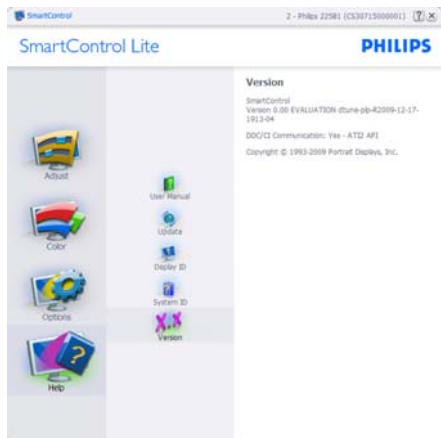 SmartControl
2 - Philips 225B1 (CS30715000001)
SmartControl Lite
PHILIPS
Adjust
Color
Options
Help
User Manual
Update
Display ID
System ID
X.X
Version
Version
SmartControl
Version 0.00 EVALUATION dtune-plp-R2009-12-17-
1913-04
DDC/CI Communication: Yes - ATI2 API
Copyright © 1993-2009 Portrait Displays, Inc.